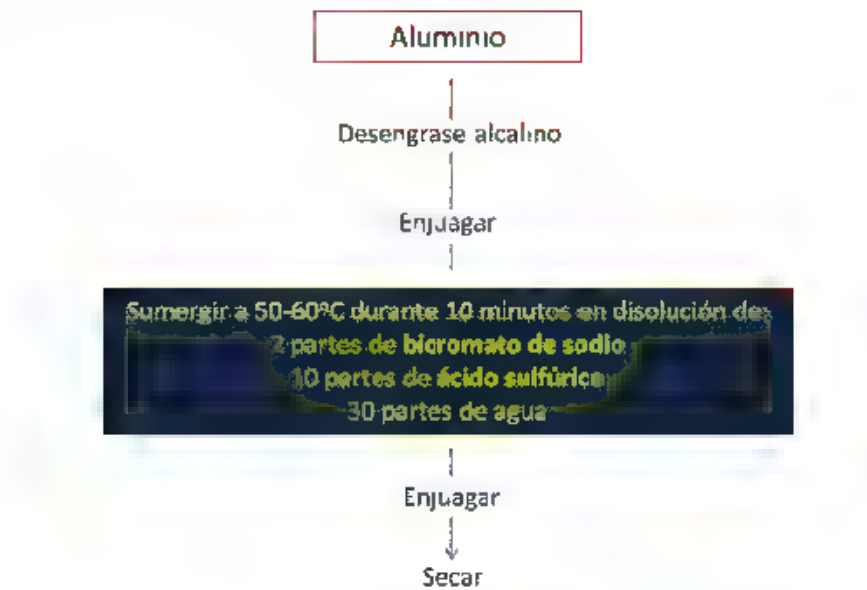 Aluminio
Desengrase alcalino
Enjuagar
Sumergir a 50-60ºC durante 10 minutos en disolución de:
2 partes de bicromato de sodio
10 partes de ácido sulfúrico
30 partes de agua
Enjuagar
Secar